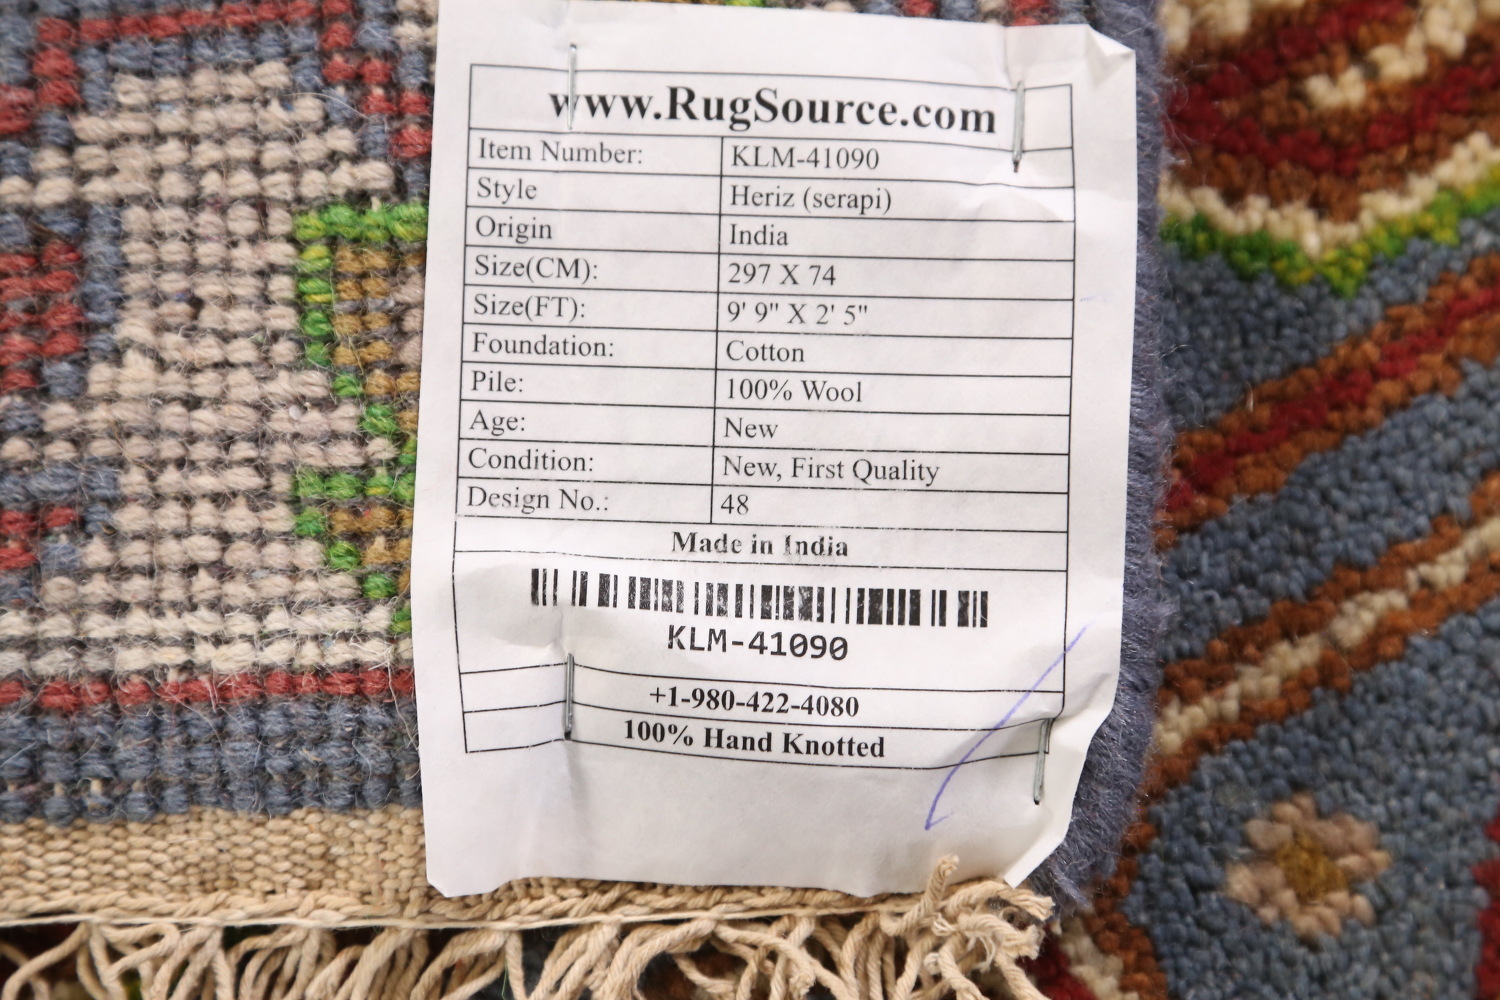 www.RugSource.com
Item Number: KLM-41090
Style Heriz (serapi)
Origin India
Size(CM): 297 X 74
Size(FT): 9' 9" X 2' 5"
Foundation: Cotton
Pile: 100% Wool
Age: New
Condition: New, First Quality
Design No.: 48
Made in India
KLM-41090
+1-980-422-4080
100% Hand Knotted